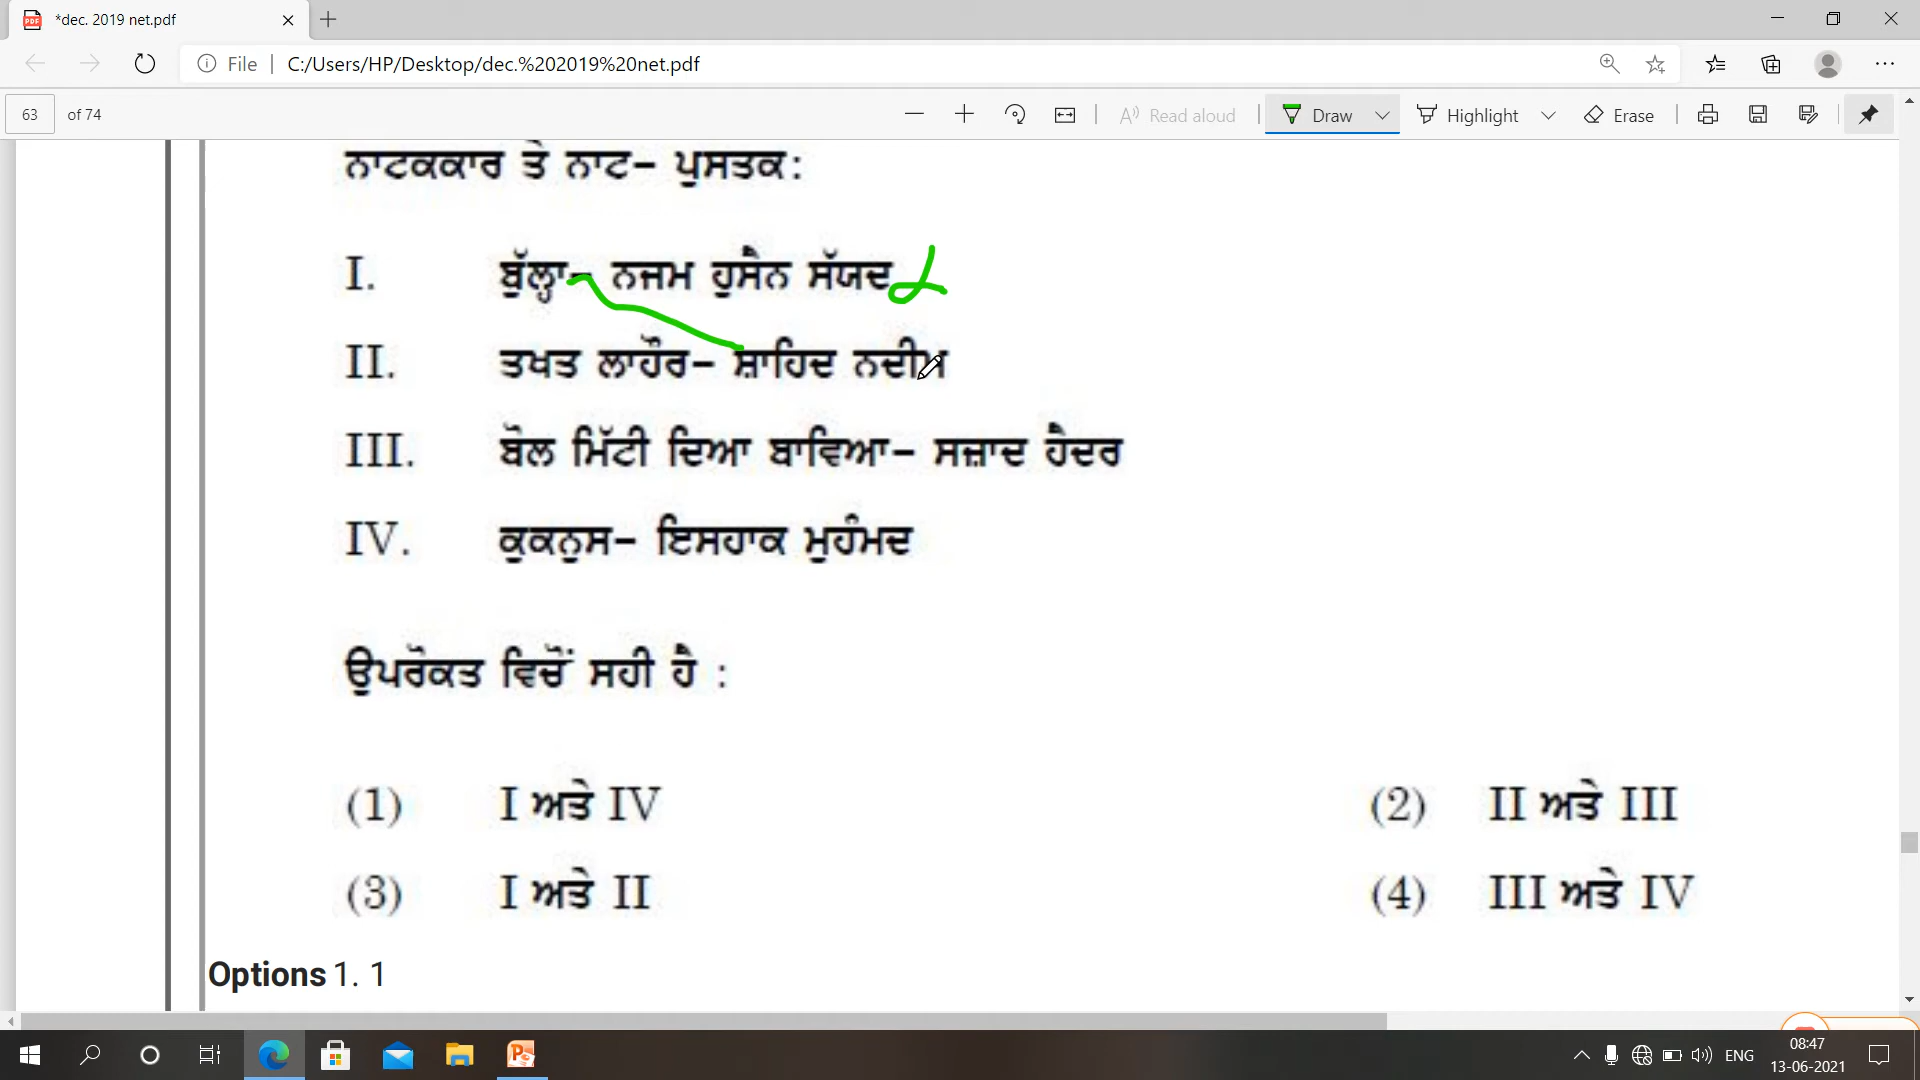 *dec. 2019 net.pdf
File
C:/Users/HP/Desktop/dec.%202019%20net.pdf
63 of 74
Read aloud
Draw
Highlight
Erase
ਨਾਟਕਕਾਰ ਤੇ ਨਾਟ- ਪੁਸਤਕ:
I. ਬੁੱਲ੍ਹਾ- ਨਜਮ ਹੁਸੈਨ ਸੱਯਦ
II. ਤਖਤ ਲਾਹੌਰ- ਸ਼ਾਹਿਦ ਨਦੀਮ
III. ਬੋਲ ਮਿੱਟੀ ਦਿਆ ਬਾਵਿਆ- ਸਜ਼ਾਦ ਹੈਦਰ
IV. ਕੁਕਨੁਸ- ਇਸਹਾਕ ਮੁਹੰਮਦ
ਉਪਰੋਕਤ ਵਿਚੋਂ ਸਹੀ ਹੈ :
(1) I ਅਤੇ IV (2) II ਅਤੇ III
(3) I ਅਤੇ II (4) III ਅਤੇ IV
Options 1. 1
ENG
08:47
13-06-2021